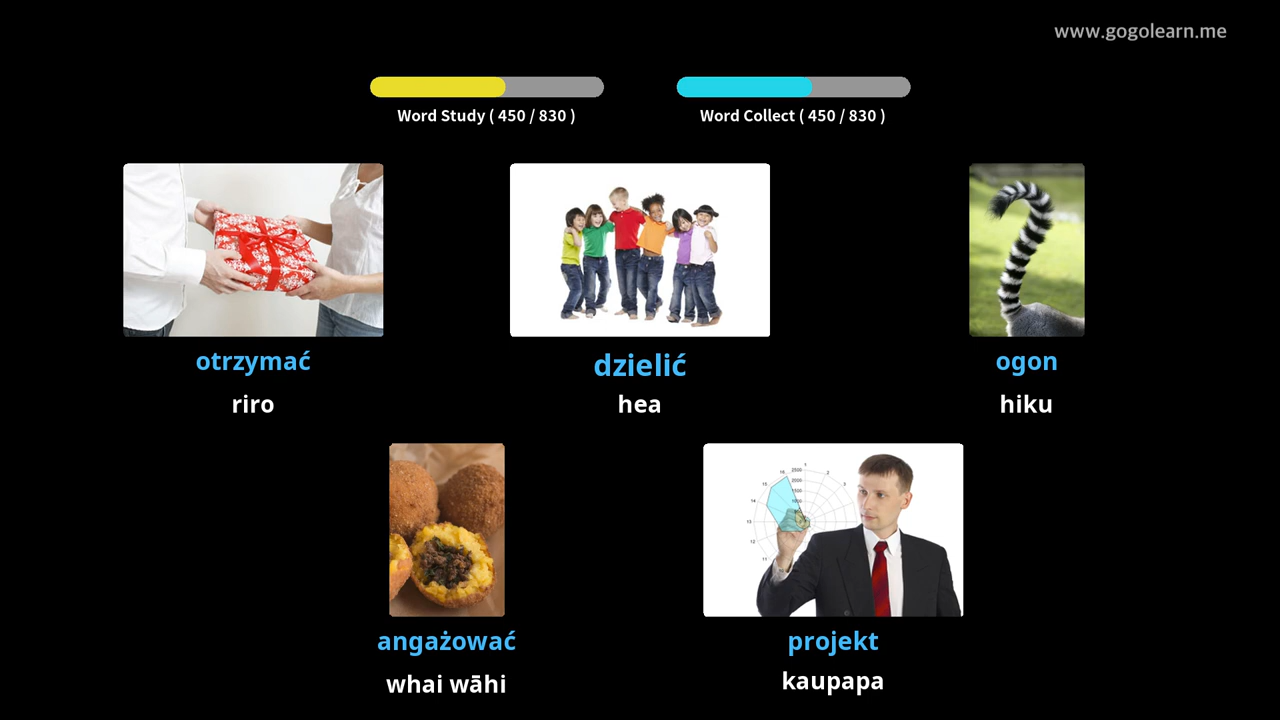 www.gogolearn.me
Word Study ( 450 / 830 )
Word Collect ( 450 / 830 )
otrzymać
riro
dzielić
hea
ogon
hiku
angażować
whai wāhi
projekt
kaupapa